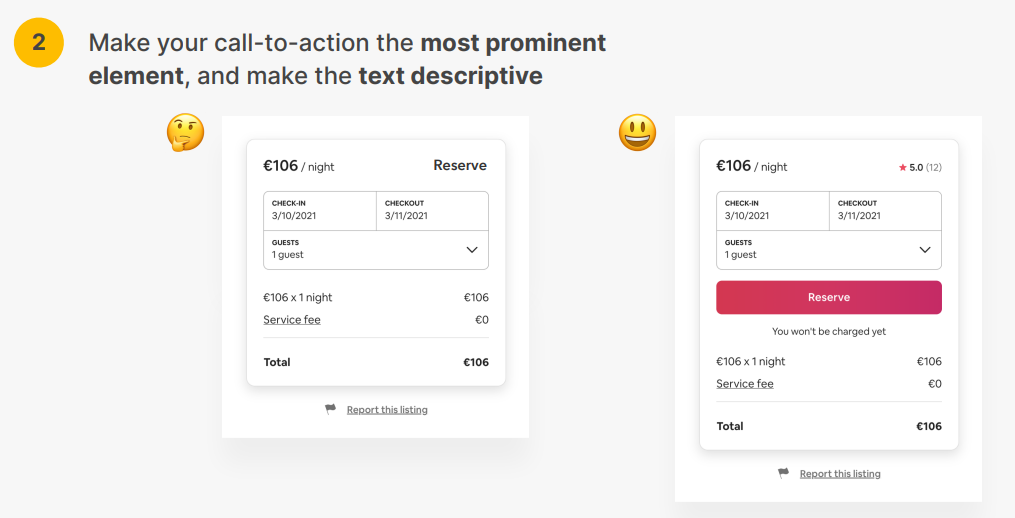 2
Make your call-to-action the most prominent
element, and make the text descriptive
€106 / night
Reserve
CHECK-IN
3/10/2021
CHECKOUT
3/11/2021
GUESTS
1 guest
€106 x 1 night
€106
Service fee
€0
Total
€106
Report this listing
€106 / night
★ 5.0 (12)
CHECK-IN
3/10/2021
CHECKOUT
3/11/2021
GUESTS
1 guest
Reserve
You won't be charged yet
€106 x 1 night
€106
Service fee
€0
Total
€106
Report this listing